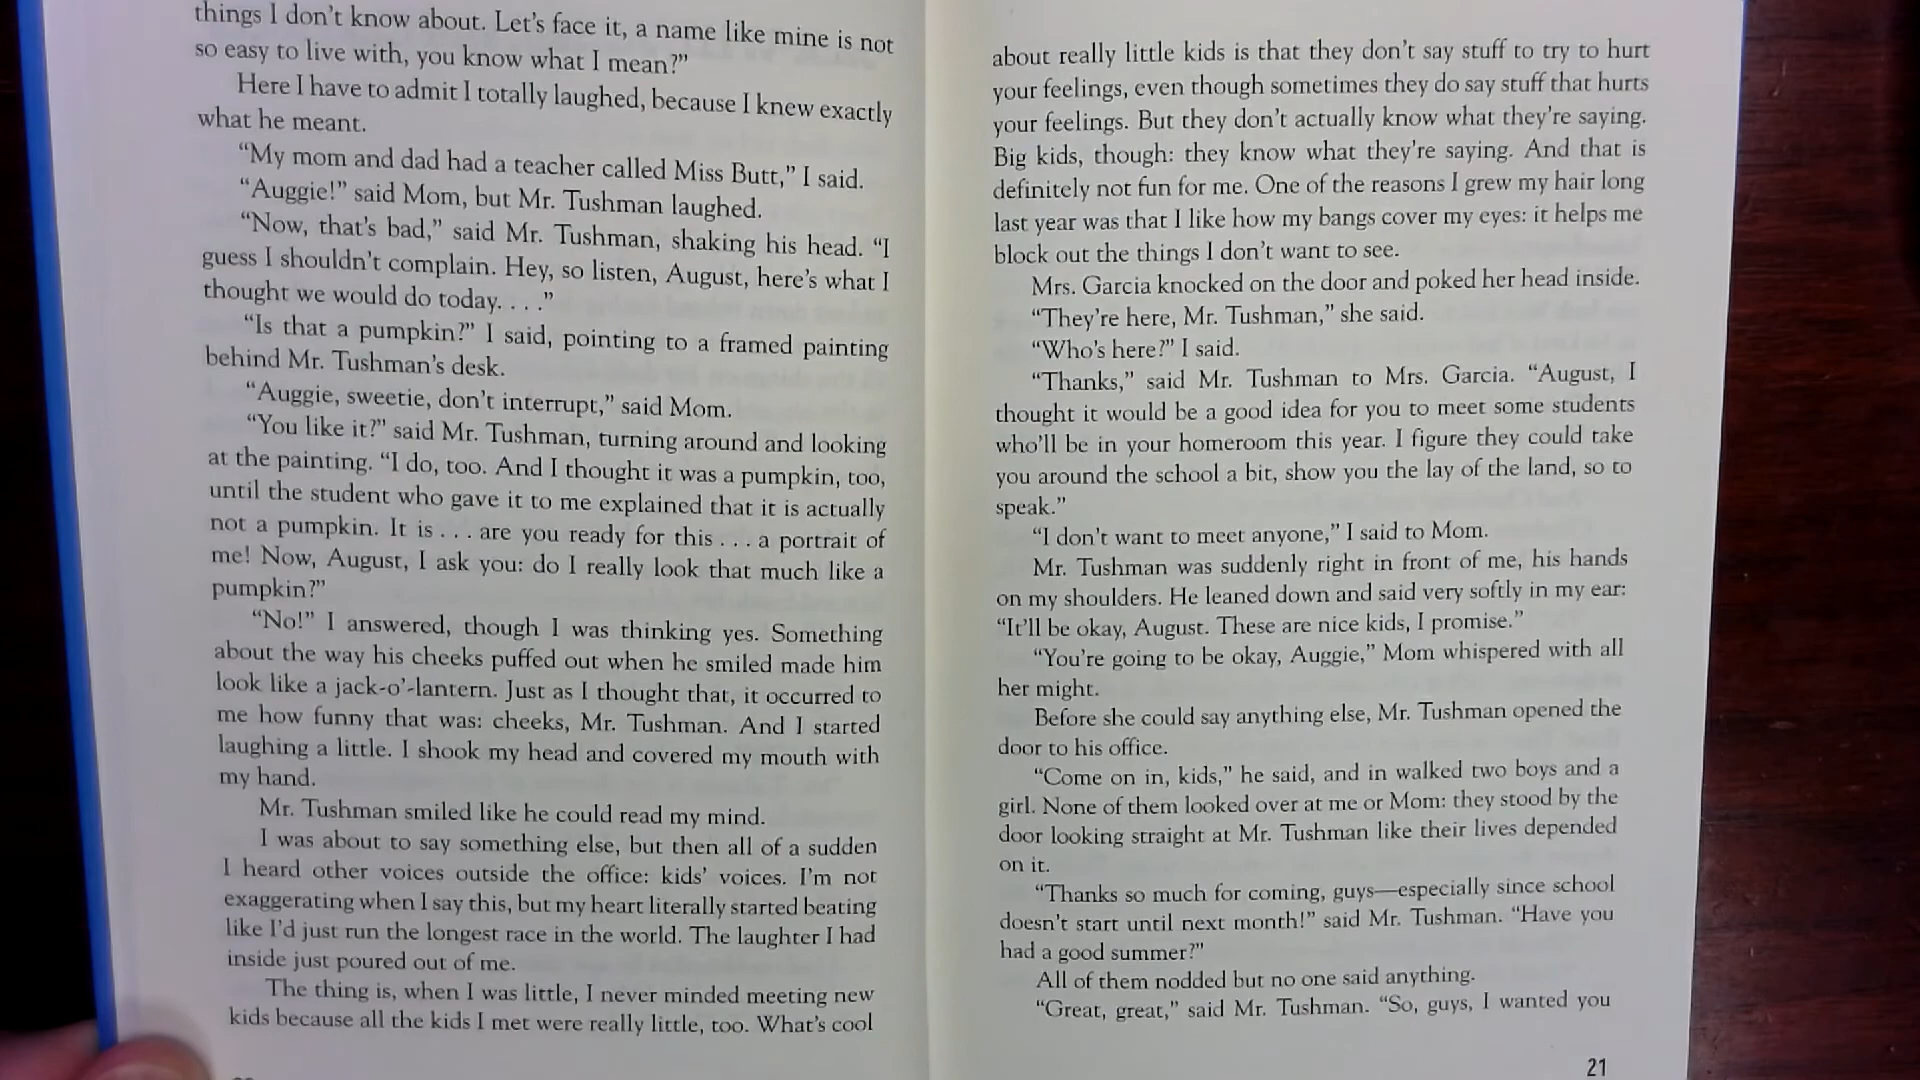 things I don't know about. Let's face it, a name like mine is not
so easy to live with, you know what I mean?”
Here I have to admit I totally laughed, because I knew exactly
what he meant.
“My mom and dad had a teacher called Miss Butt,” I said.
“Auggie!” said Mom, but Mr. Tushman laughed.
“Now, that's bad,” said Mr. Tushman, shaking his head. “I
guess I shouldn't complain. Hey, so listen, August, here's what I
thought we would do today. . . .”
“Is that a pumpkin?” I said, pointing to a framed painting
behind Mr. Tushman's desk.
“Auggie, sweetie, don't interrupt,” said Mom.
“You like it?” said Mr. Tushman, turning around and looking
at the painting. “I do, too. And I thought it was a pumpkin, too,
until the student who gave it to me explained that it is actually
not a pumpkin. It is . . . are you ready for this . . . a portrait of
me! Now, August, I ask you: do I really look that much like a
pumpkin?”
“No!” I answered, though I was thinking yes. Something
about the way his cheeks puffed out when he smiled made him
look like a jack-o'-lantern. Just as I thought that, it occurred to
me how funny that was: cheeks, Mr. Tushman. And I started
laughing a little. I shook my head and covered my mouth with
my hand.
Mr. Tushman smiled like he could read my mind.
I was about to say something else, but then all of a sudden
I heard other voices outside the office: kids' voices. I'm not
exaggerating when I say this, but my heart literally started beating
like I'd just run the longest race in the world. The laughter I had
inside just poured out of me.
The thing is, when I was little, I never minded meeting new
kids because all the kids I met were really little, too. What's cool
about really little kids is that they don't say stuff to try to hurt
your feelings, even though sometimes they do say stuff that hurts
your feelings. But they don't actually know what they're saying.
Big kids, though: they know what they're saying. And that is
definitely not fun for me. One of the reasons I grew my hair long
last year was that I like how my bangs cover my eyes: it helps me
block out the things I don't want to see.
Mrs. Garcia knocked on the door and poked her head inside.
“They're here, Mr. Tushman,” she said.
“Who's here?” I said.
“Thanks,” said Mr. Tushman to Mrs. Garcia. “August, I
thought it would be a good idea for you to meet some students
who'll be in your homeroom this year. I figure they could take
you around the school a bit, show you the lay of the land, so to
speak.”
“I don't want to meet anyone,” I said to Mom.
Mr. Tushman was suddenly right in front of me, his hands
on my shoulders. He leaned down and said very softly in my ear:
“It'll be okay, August. These are nice kids, I promise.”
“You're going to be okay, Auggie,” Mom whispered with all
her might.
Before she could say anything else, Mr. Tushman opened the
door to his office.
“Come on in, kids,” he said, and in walked two boys and a
girl. None of them looked over at me or Mom: they stood by the
door looking straight at Mr. Tushman like their lives depended
on it.
“Thanks so much for coming, guys—especially since school
doesn't start until next month!” said Mr. Tushman. “Have you
had a good summer?”
All of them nodded but no one said anything.
“Great, great,” said Mr. Tushman. “So, guys, I wanted you
21